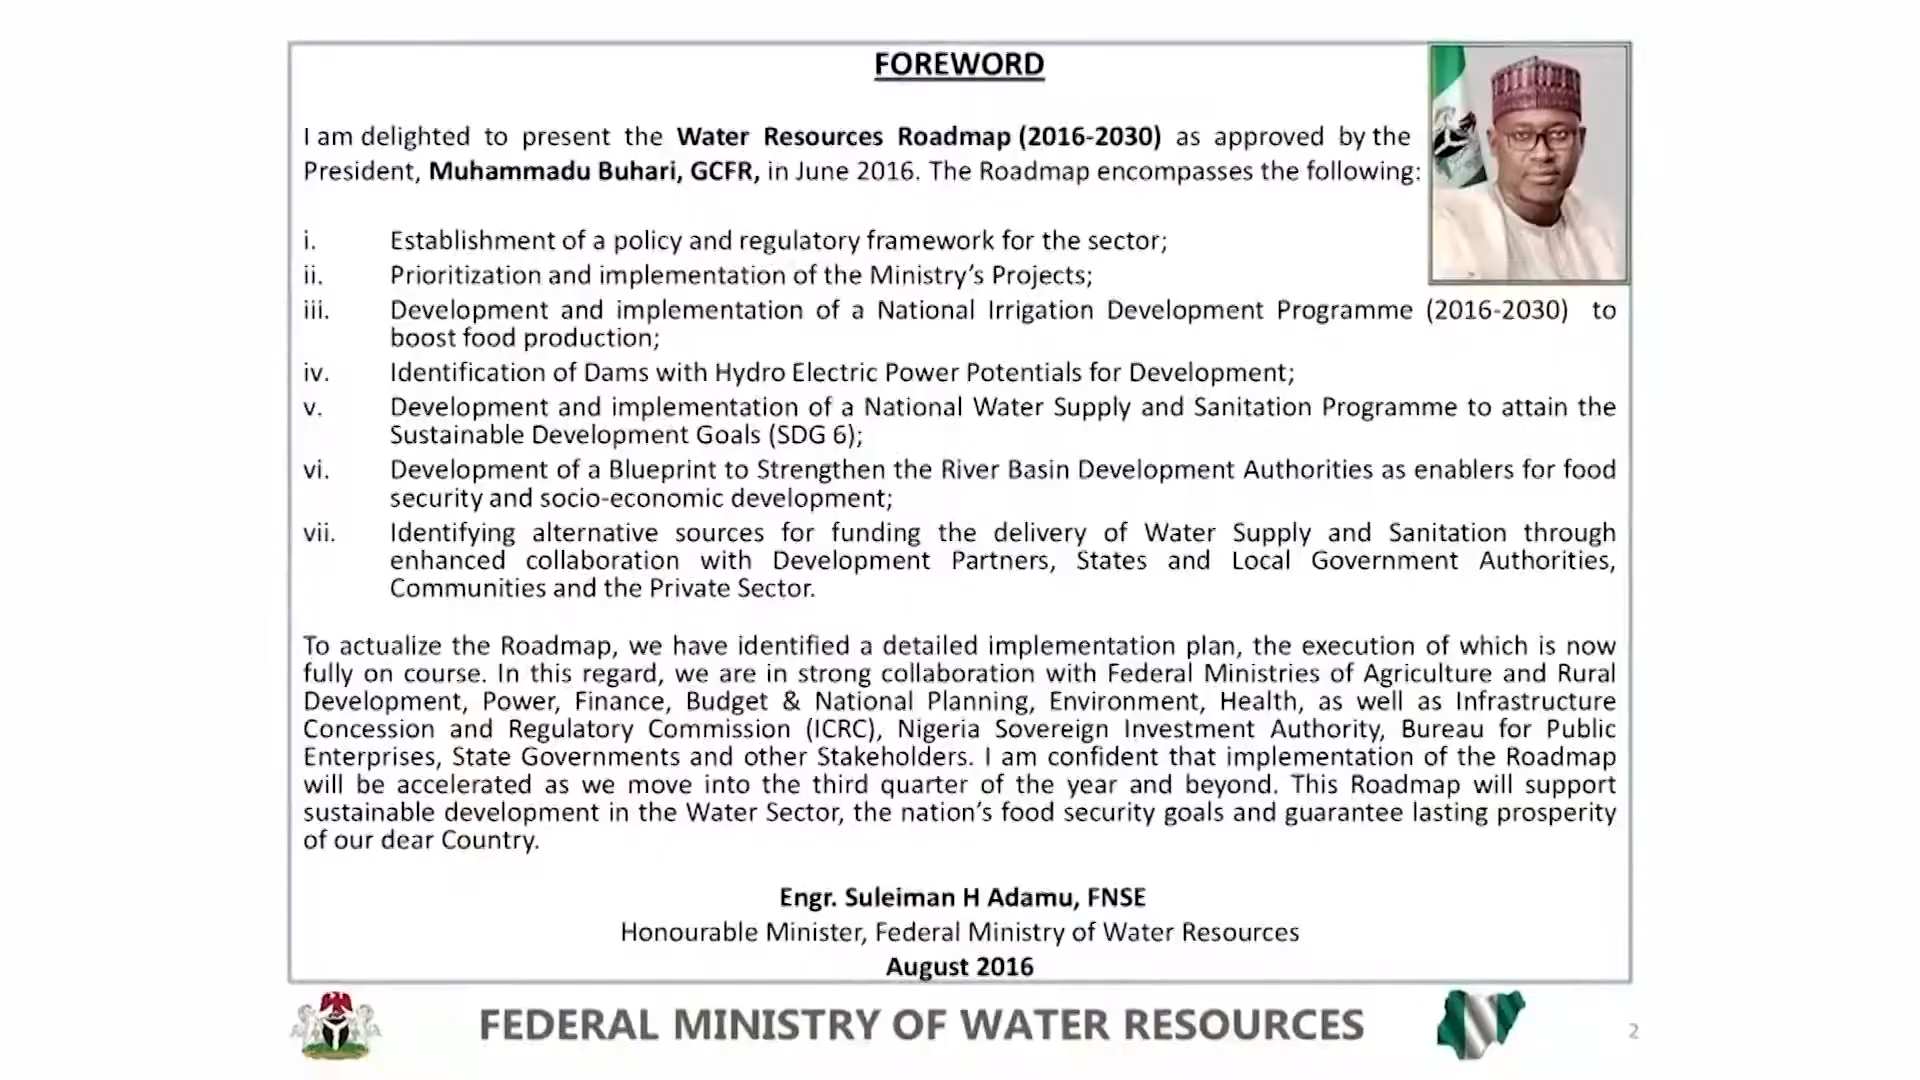 FOREWORD
I am delighted to present the Water Resources Roadmap (2016-2030) as approved by the
President, Muhammadu Buhari, GCFR, in June 2016. The Roadmap encompasses the following:
i. Establishment of a policy and regulatory framework for the sector;
ii. Prioritization and implementation of the Ministry's Projects;
iii. Development and implementation of a National Irrigation Development Programme (2016-2030) to
boost food production;
iv. Identification of Dams with Hydro Electric Power Potentials for Development;
v. Development and implementation of a National Water Supply and Sanitation Programme to attain the
Sustainable Development Goals (SDG 6);
vi. Development of a Blueprint to Strengthen the River Basin Development Authorities as enablers for food
security and socio-economic development;
vii. Identifying alternative sources for funding the delivery of Water Supply and Sanitation through
enhanced collaboration with Development Partners, States and Local Government Authorities,
Communities and the Private Sector.
To actualize the Roadmap, we have identified a detailed implementation plan, the execution of which is now
fully on course. In this regard, we are in strong collaboration with Federal Ministries of Agriculture and Rural
Development, Power, Finance, Budget & National Planning, Environment, Health, as well as Infrastructure
Concession and Regulatory Commission (ICRC), Nigeria Sovereign Investment Authority, Bureau for Public
Enterprises, State Governments and other Stakeholders. I am confident that implementation of the Roadmap
will be accelerated as we move into the third quarter of the year and beyond. This Roadmap will support
sustainable development in the Water Sector, the nation's food security goals and guarantee lasting prosperity
of our dear Country.
Engr. Suleiman H Adamu, FNSE
Honourable Minister, Federal Ministry of Water Resources
August 2016
FEDERAL MINISTRY OF WATER RESOURCES
2